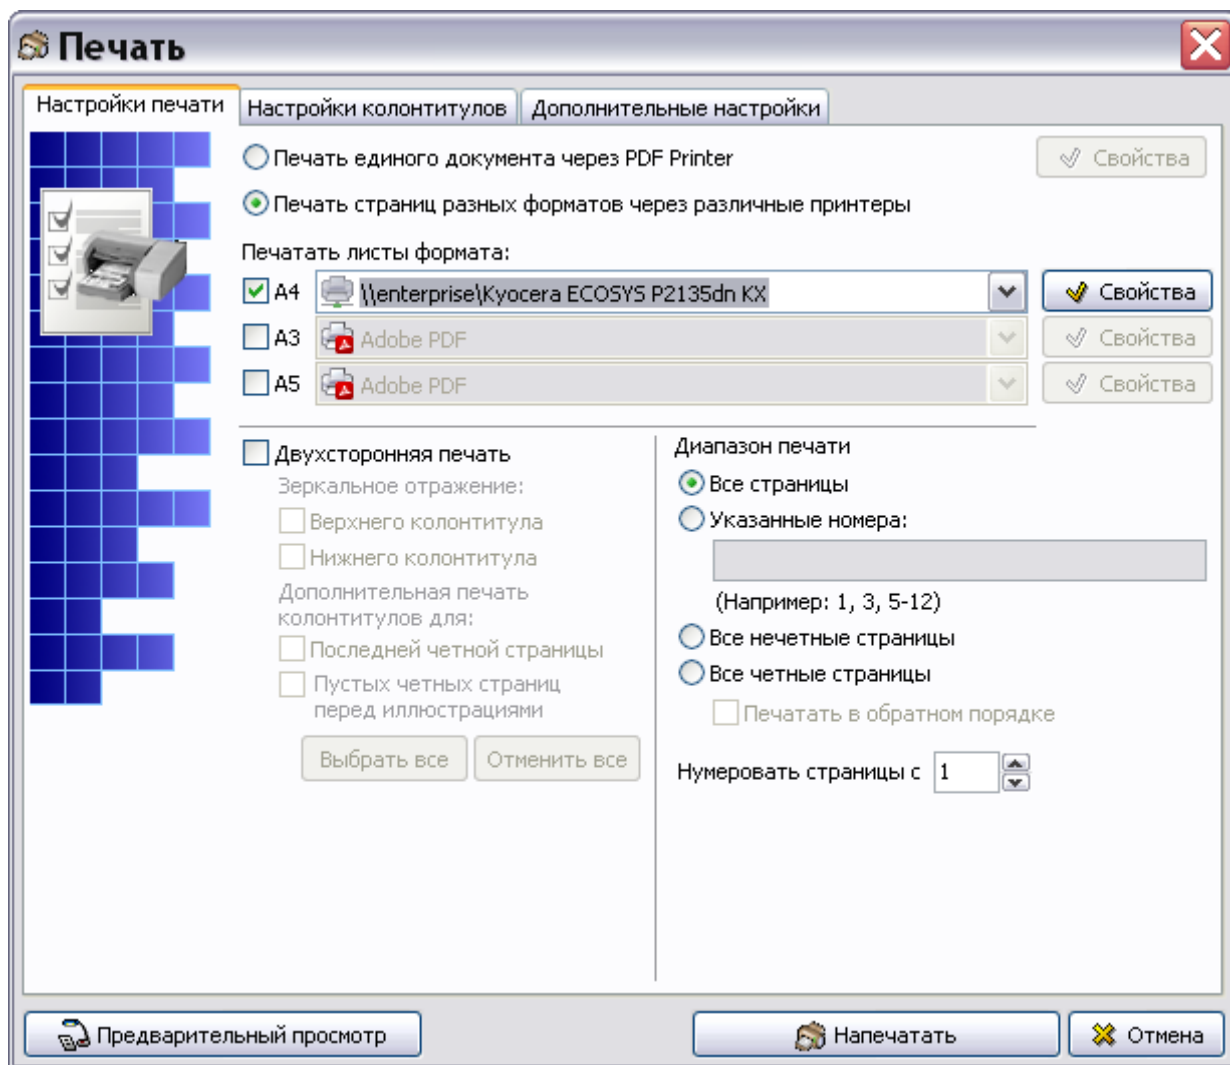 Печать
Настройки печати
Настройки колонтитулов
Дополнительные настройки
Печать единого документа через PDF Printer
Свойства
Печать страниц разных форматов через различные принтеры
Печатать листы формата:
A4
\\enterprise\Kyocera ECOSYS P2135dn KX
Свойства
A3
Adobe PDF
Свойства
A5
Adobe PDF
Свойства
Двухсторонняя печать
Зеркальное отражение:
Верхнего колонтитула
Нижнего колонтитула
Дополнительная печать
колонтитулов для:
Последней четной страницы
Пустых четных страниц
перед иллюстрациями
Выбрать все
Отменить все
Диапазон печати
Все страницы
Указанные номера:
(Например: 1, 3, 5-12)
Все нечетные страницы
Все четные страницы
Печатать в обратном порядке
Нумеровать страницы с 1
Предварительный просмотр
Напечатать
Отмена